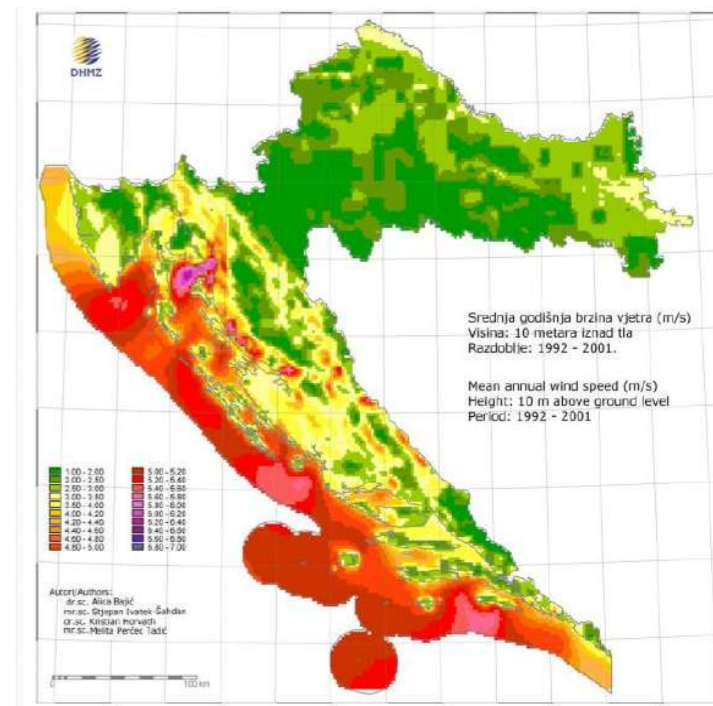 DHMZ
Srednja godišnja brzina vjetra (m/s)
Visina: 10 metara iznad tla
Razdoblje: 1992 - 2001.
Mean annual wind speed (m/s)
Height: 10 m above ground level
Period: 1992 - 2001
1.00 - 2.00
2.00 - 2.50
2.50 - 3.00
3.00 - 3.50
3.50 - 4.00
4.00 - 4.20
4.20 - 4.40
4.40 - 4.60
4.60 - 4.80
4.80 - 5.00
5.00 - 5.20
5.20 - 5.40
5.40 - 5.60
5.60 - 5.80
5.80 - 6.00
6.00 - 6.20
6.20 - 6.40
6.40 - 6.60
6.60 - 6.80
6.80 - 7.00
Autori/Authors:
dr.sc. Alica Bajić
mr.sc. Stjepan Ivatek-Šahdan
dr.sc. Kristian Horvath
mr.sc. Melita Perčec Tadić
0
100 km